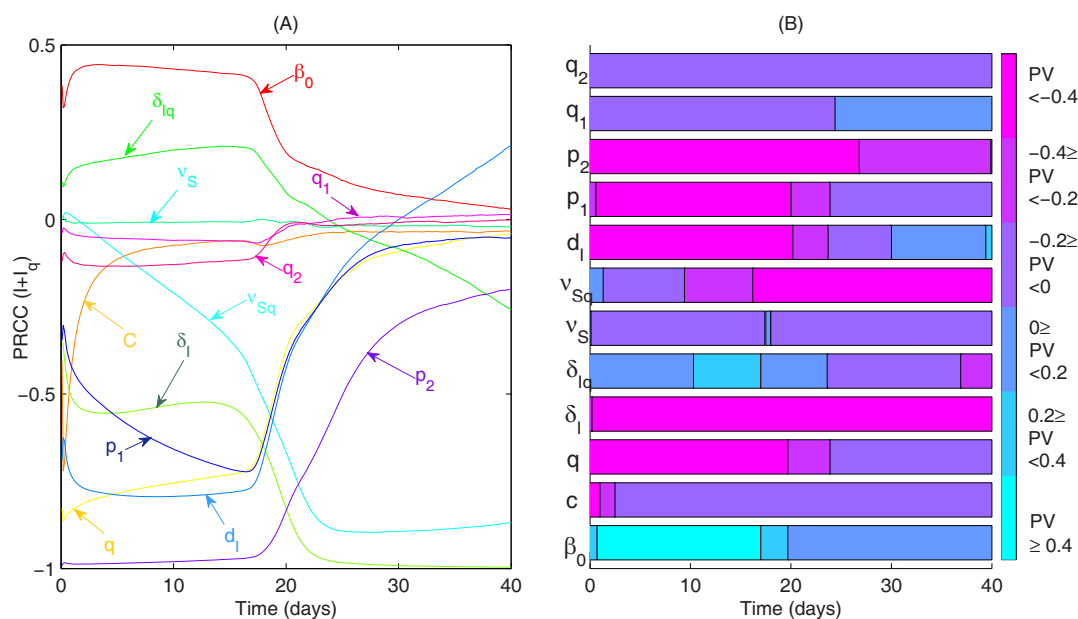 (A)
0.5
0
−0.5
−1
PRCC (I+I_q)
β_0
δ_Iq
ν_S
q_1
q_2
ν_Sq
C
δ_I
p_2
p_1
q
d_I
0 10 20 30 40
Time (days)
(B)
q_2
q_1
p_2
p_1
d_I
ν_Sq
ν_S
δ_Iq
δ_I
q
c
β_0
0 10 20 30 40
Time (days)
PV
<−0.4
−0.4≥
PV
<−0.2
−0.2≥
PV
<0
0≥
PV
<0.2
0.2≥
PV
<0.4
PV
≥ 0.4